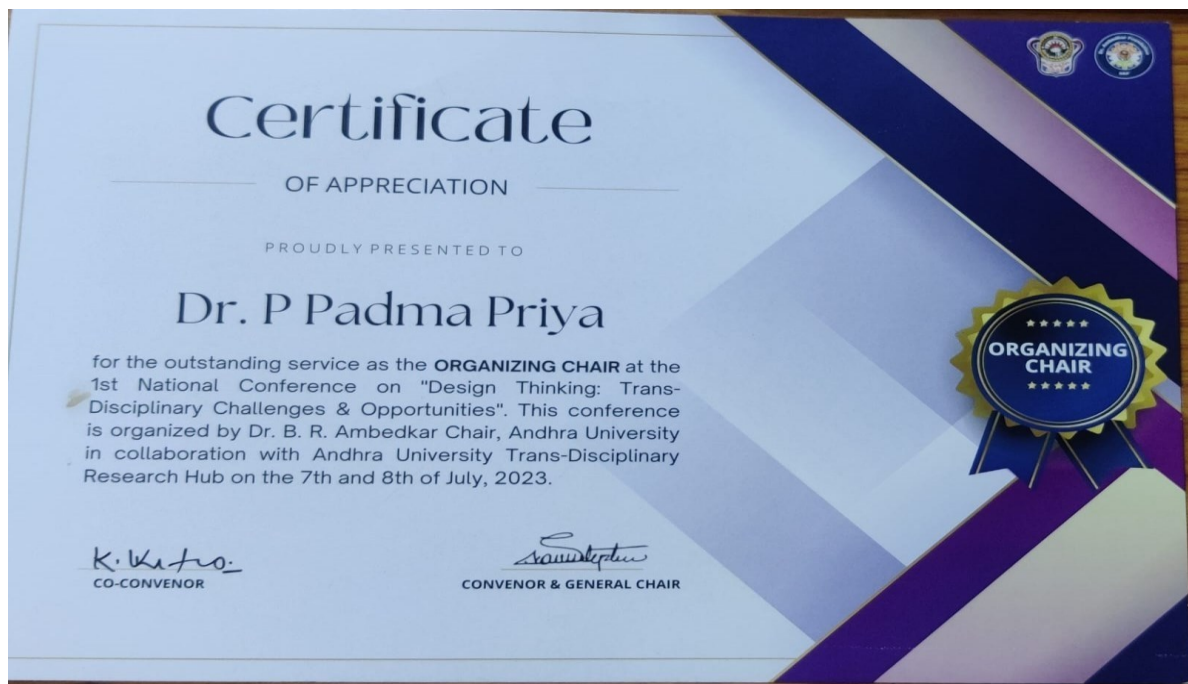 Certificate
OF APPRECIATION
PROUDLY PRESENTED TO
Dr. P Padma Priya
for the outstanding service as the ORGANIZING CHAIR at the
1st National Conference on "Design Thinking: Trans-
Disciplinary Challenges & Opportunities". This conference
is organized by Dr. B. R. Ambedkar Chair, Andhra University
in collaboration with Andhra University Trans-Disciplinary
Research Hub on the 7th and 8th of July, 2023.
CO-CONVENOR
CONVENOR & GENERAL CHAIR
ORGANIZING
CHAIR